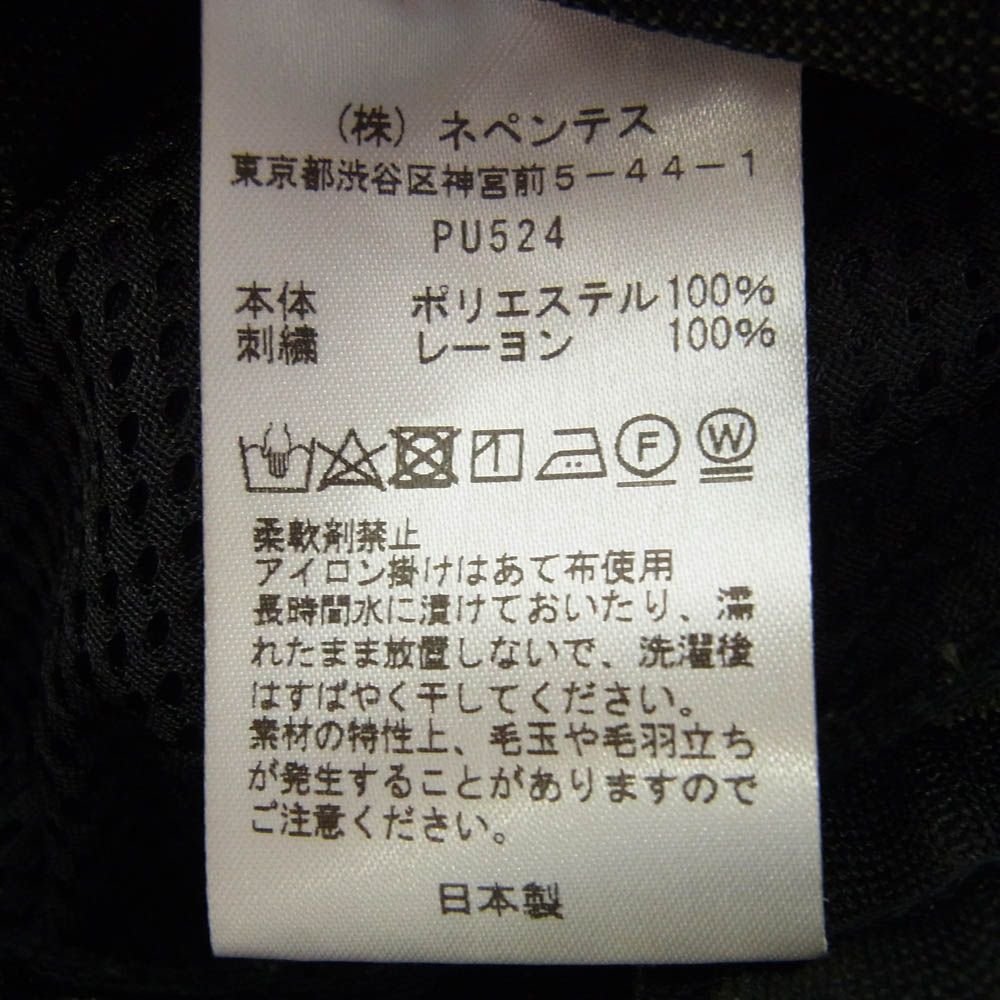 (株) ネペンテス
東京都渋谷区神宮前5-44-1
PU524
本体 ポリエステル100%
刺繍 レーヨン 100%
F W
柔軟剤禁止
アイロン掛けはあて布使用
長時間水に漬けておいたり、濡
れたまま放置しないで、洗濯後
はすばやく干してください。
素材の特性上、毛玉や毛羽立ち
が発生することがありますので
ご注意ください。
日本製